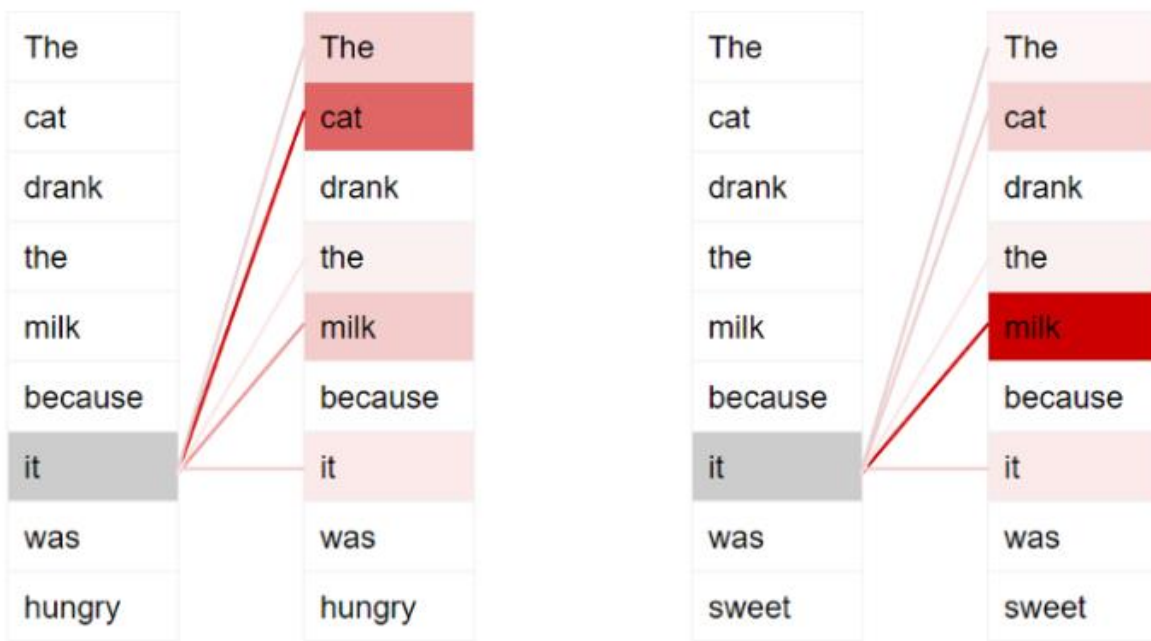 The The The The
cat cat cat cat
drank drank drank drank
the the the the
milk milk milk milk
because because because because
it it it it
was was was was
hungry hungry sweet sweet